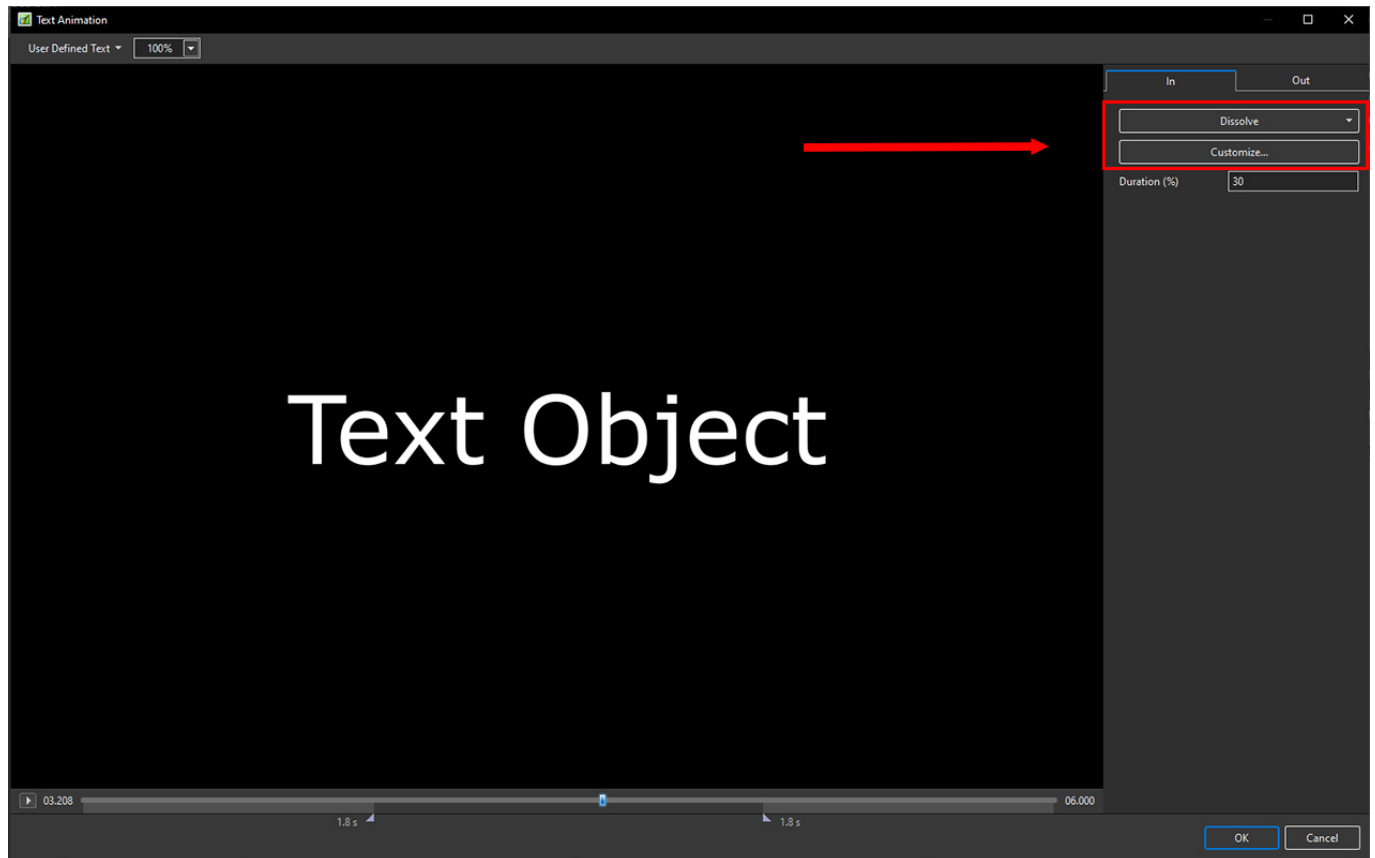 Text Animation
User Defined Text 100%
In Out
Dissolve
Customize...
Duration (%) 30
Text Object
03.208 06.000
1.8 s 1.8 s
OK Cancel